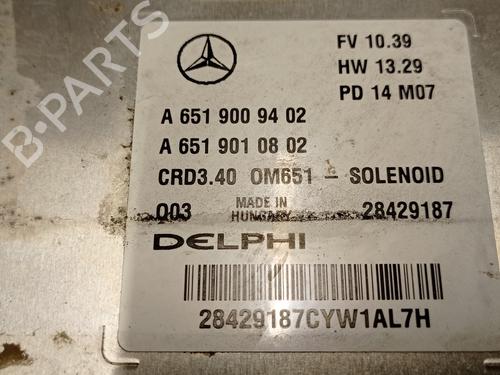 B-PARTS
FV 10.39
HW 13.29
PD 14 M07
A 651 900 94 02
A 651 901 08 02
CRD3.40 OM651 - SOLENOID
003 MADE IN HUNGARY 28429187
DELPHI
28429187CYW1AL7H